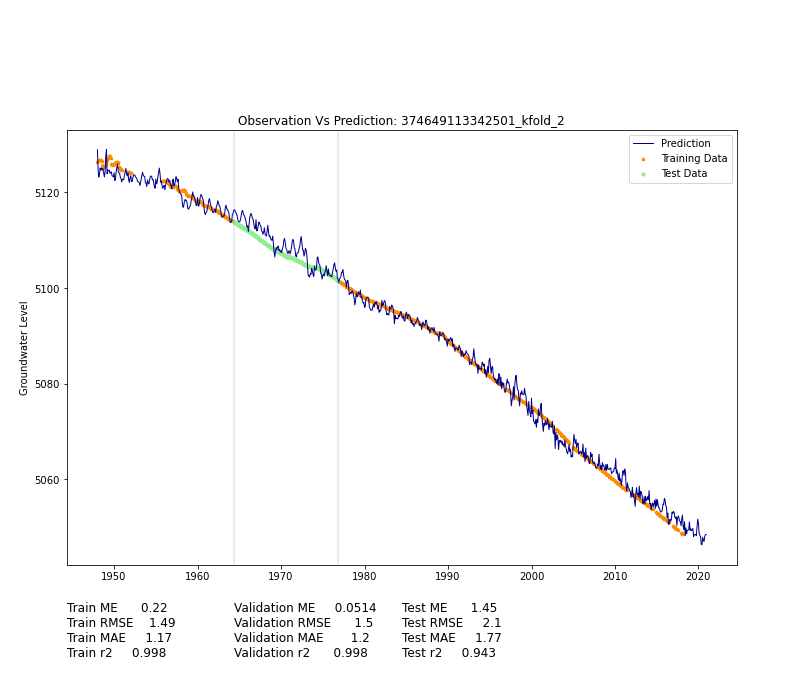 Observation Vs Prediction: 374649113342501_kfold_2
Prediction
Training Data
Test Data
Groundwater Level
5120
5100
5080
5060
1950 1960 1970 1980 1990 2000 2010 2020
Train ME 0.22 Validation ME 0.0514 Test ME 1.45
Train RMSE 1.49 Validation RMSE 1.5 Test RMSE 2.1
Train MAE 1.17 Validation MAE 1.2 Test MAE 1.77
Train r2 0.998 Validation r2 0.998 Test r2 0.943